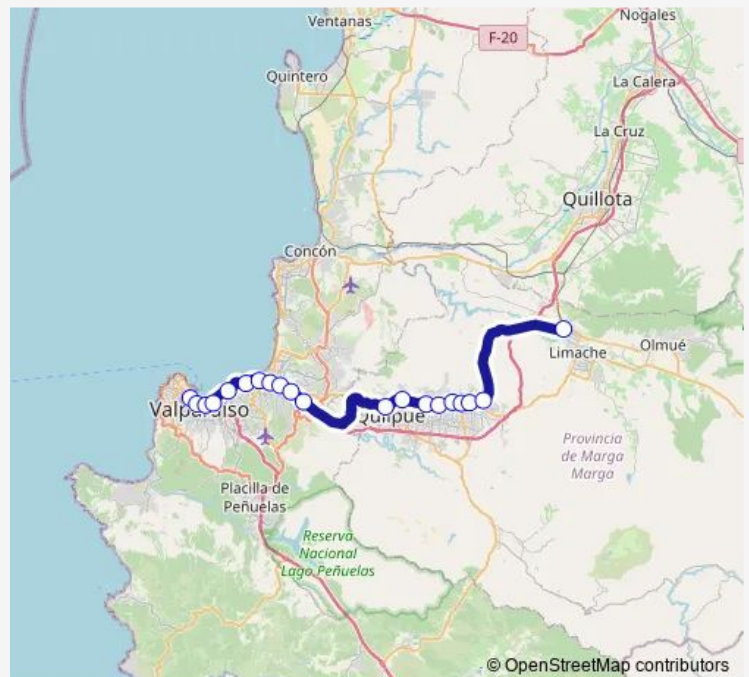 Ventanas
Nogales
F-20
Quintero
La Calera
La Cruz
Quillota
Concón
Limache
Olmué
Valparaíso
Quilpué
Provincia
de Marga
Marga
Placilla de
Peñuelas
Reserva
Nacional
Lago Peñuelas
© OpenStreetMap contributors